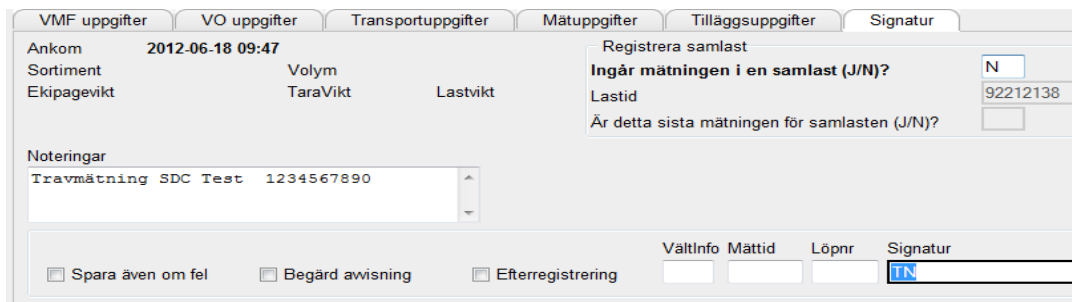 VMF uppgifter VO uppgifter Transportuppgifter Mätuppgifter Tilläggsuppgifter Signatur
Ankom 2012-06-18 09:47
Sortiment Volym
Ekipagevikt TaraVikt Lastvikt
Registrera samlast
Ingår mätningen i en samlast (J/N)? N
Lastid 92212138
Är detta sista mätningen för samlasten (J/N)?
Noteringar
Travmätning SDC Test 1234567890
VältInfo Mättid Löpnr Signatur
Spara även om fel Begärd avvisning Efterregistrering TN